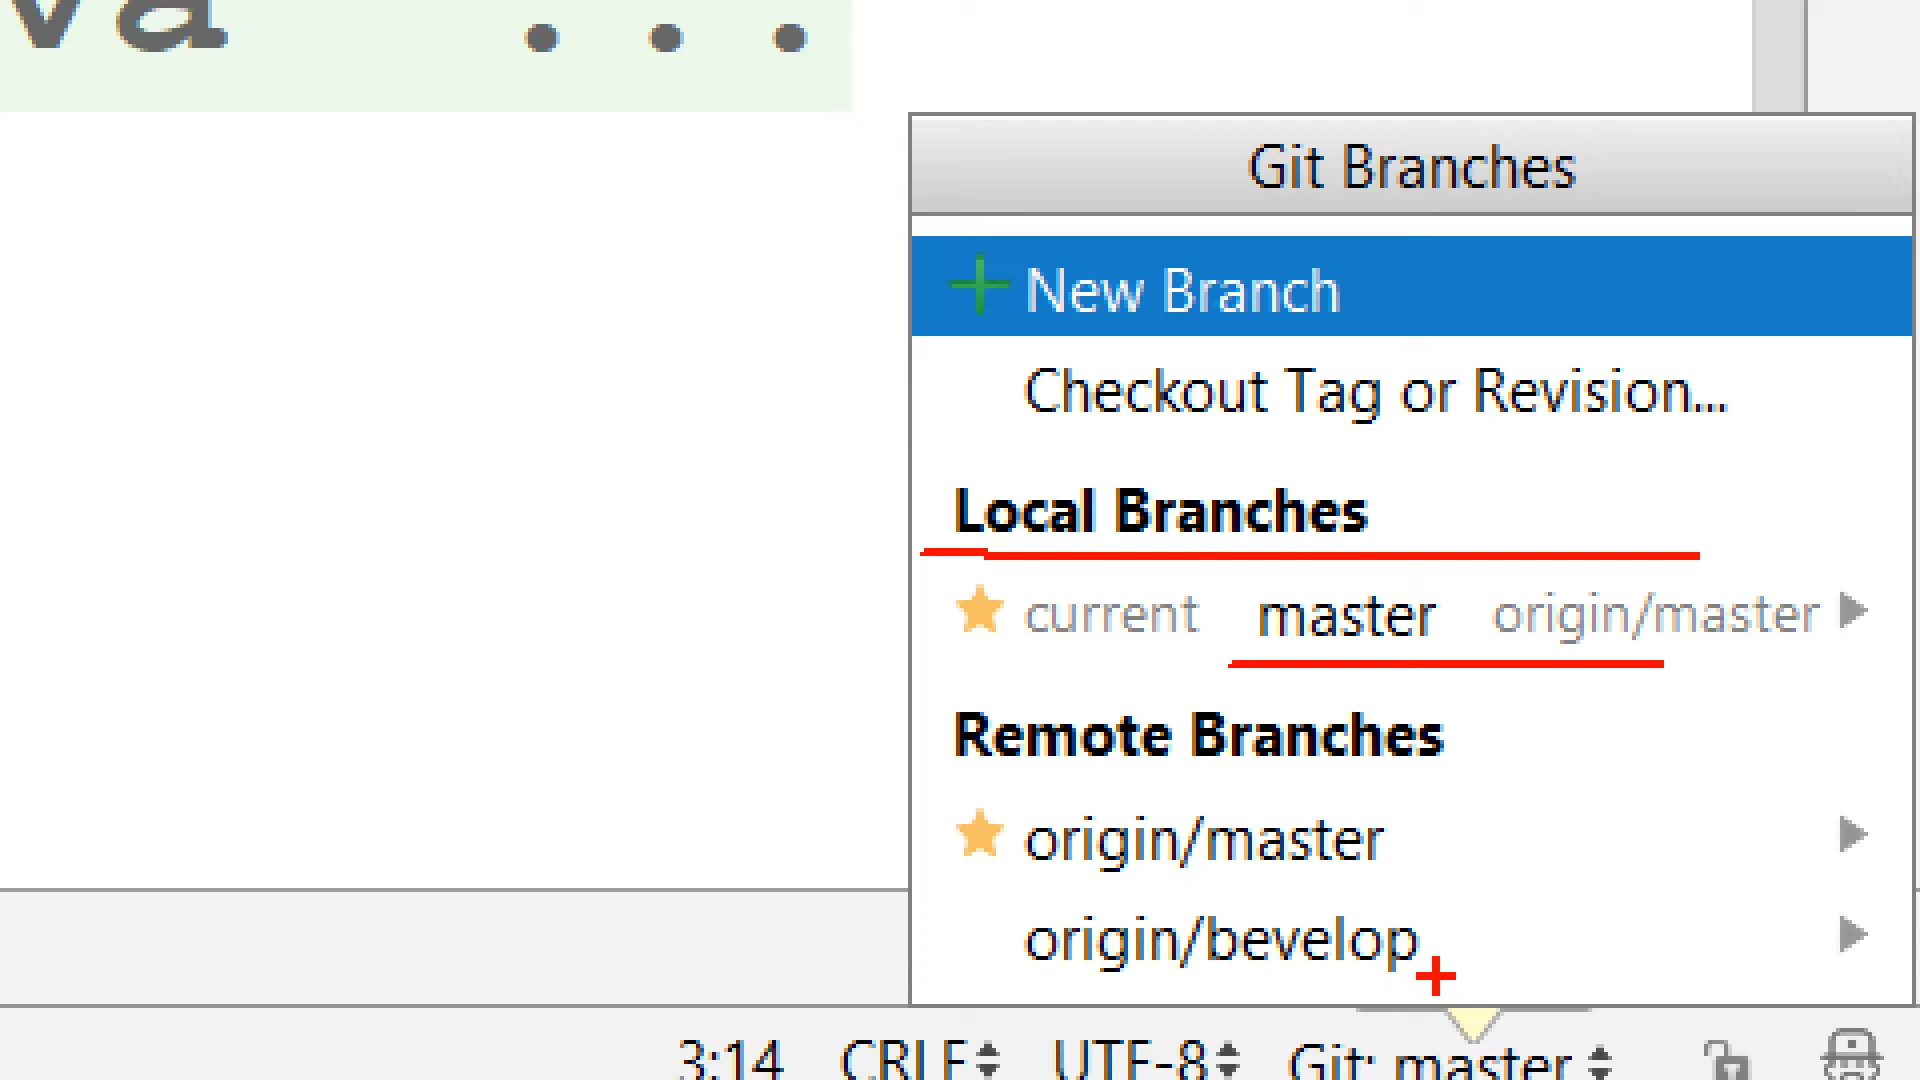 va ...
Git Branches
New Branch
Checkout Tag or Revision...
Local Branches
current master origin/master
Remote Branches
origin/master
origin/bevelop
3:14 CRLF UTF-8 Git: master